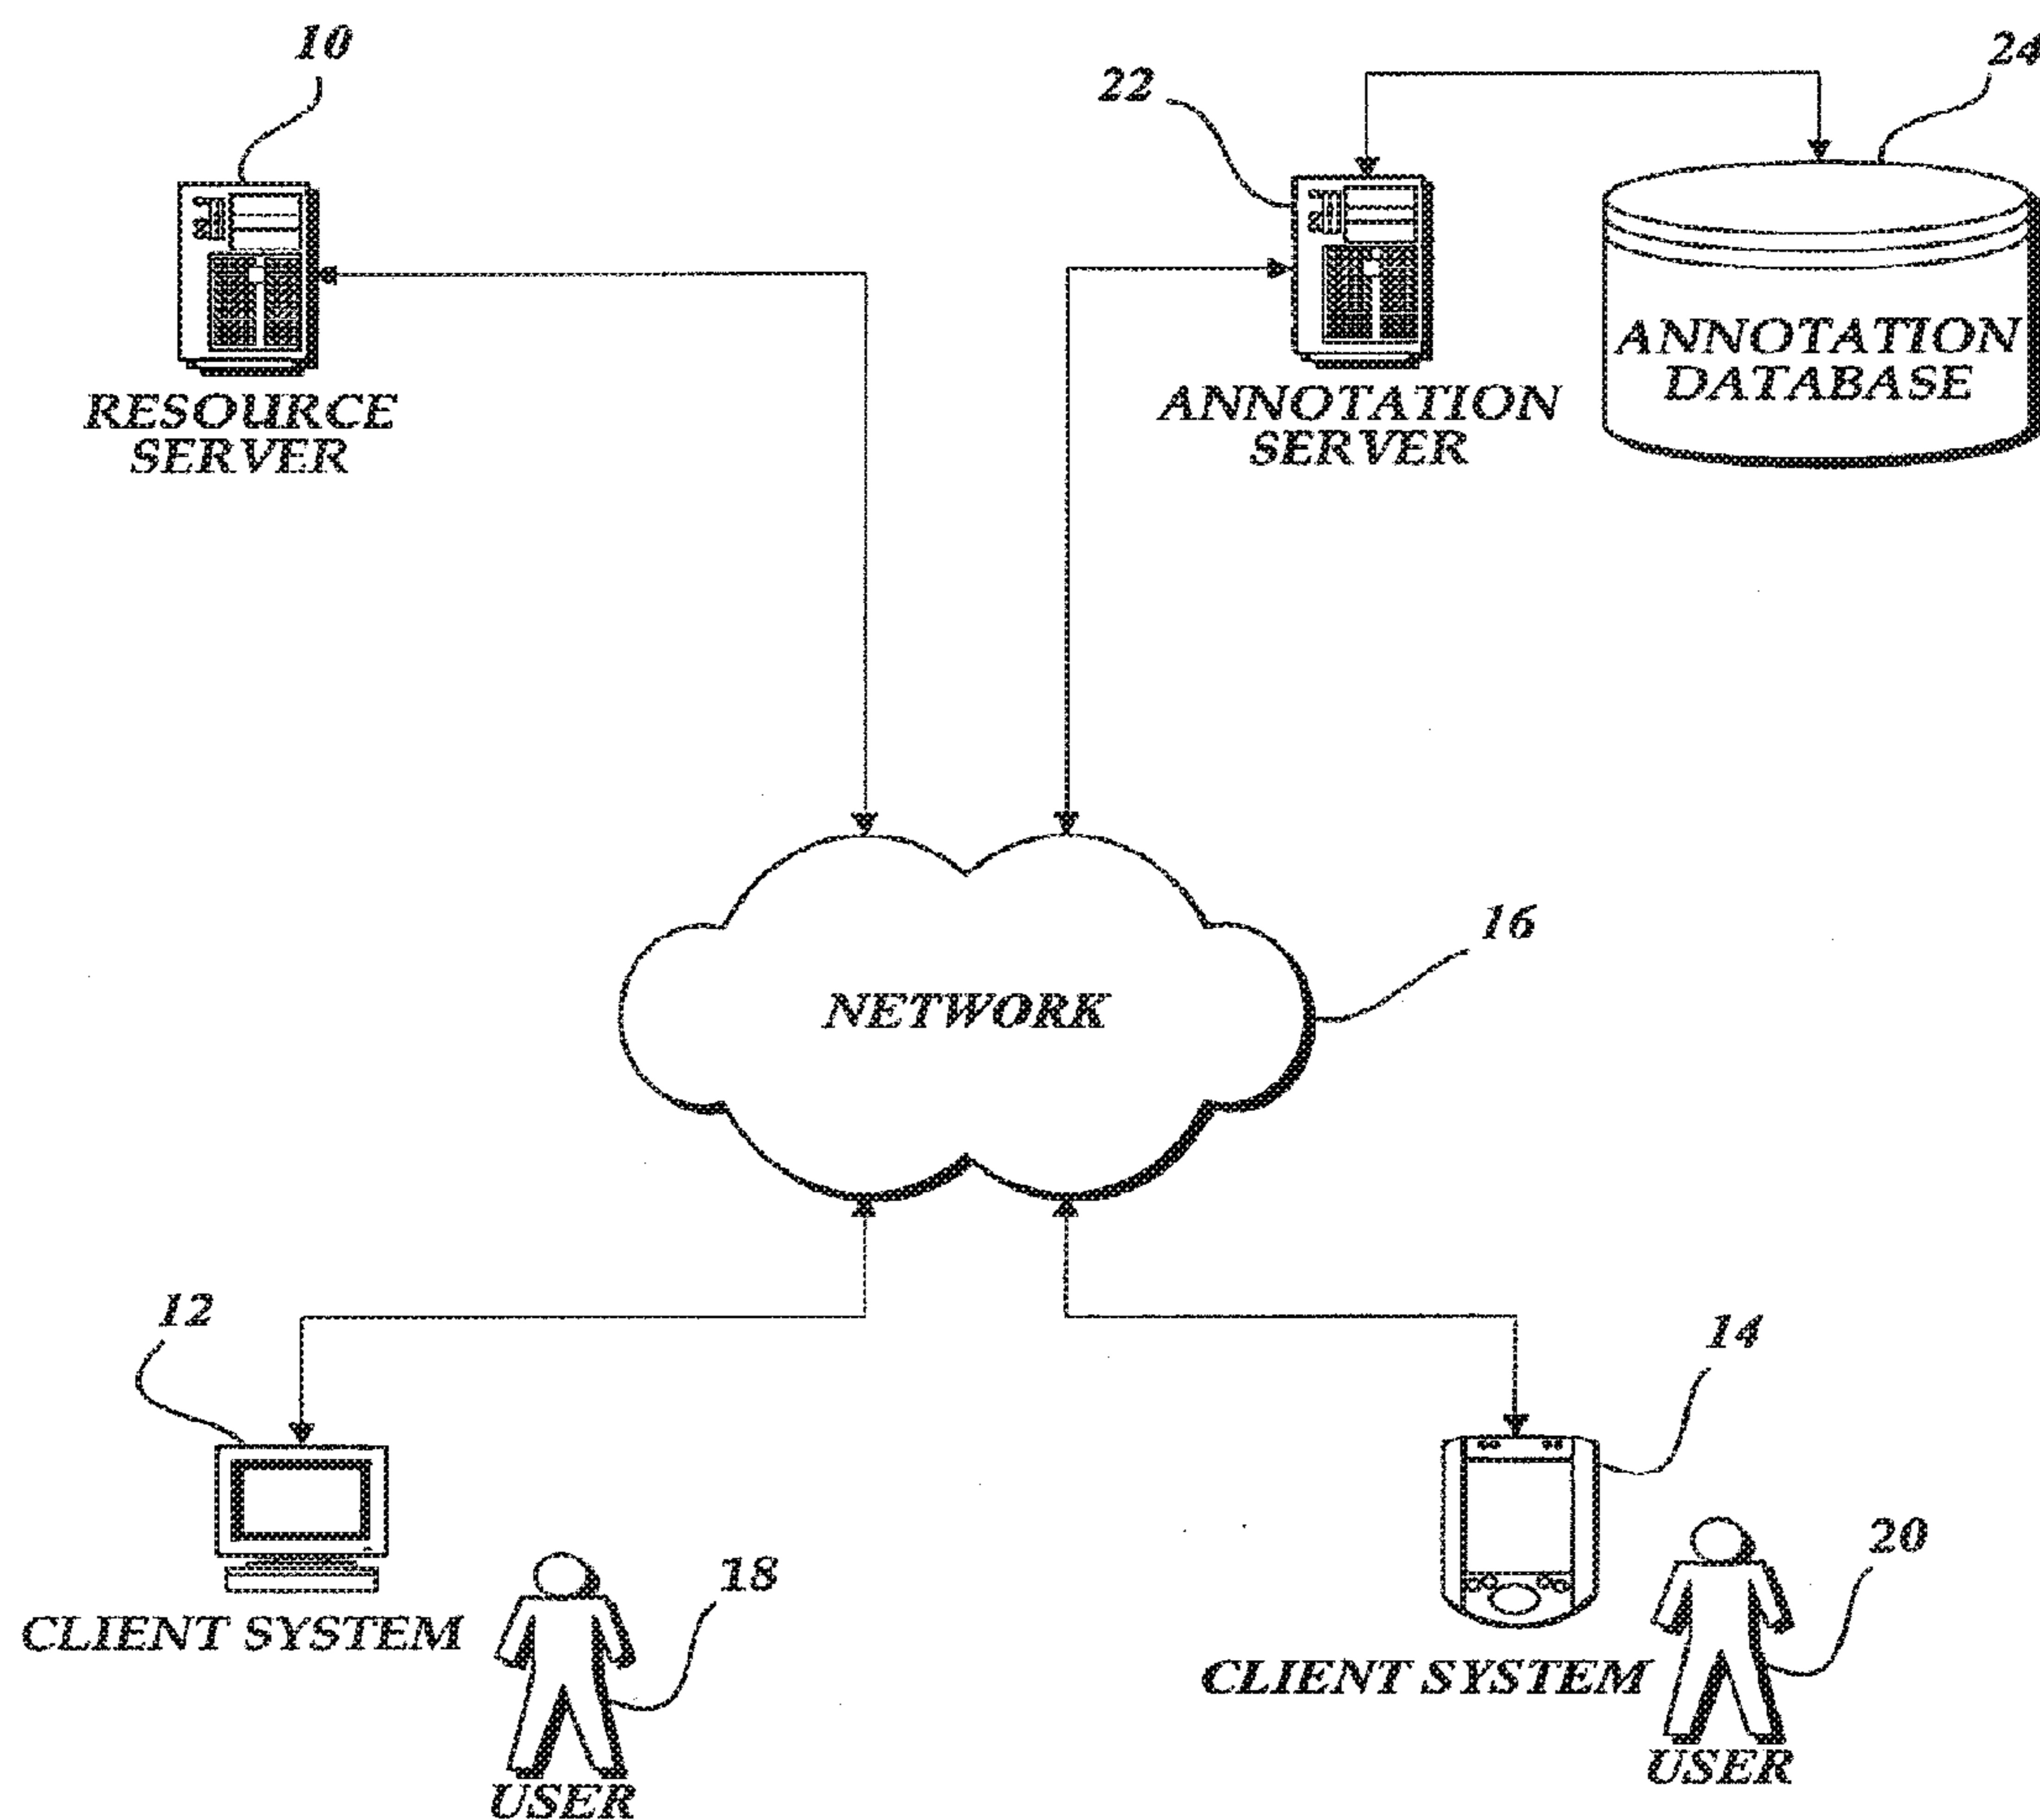 10
22
24
RESOURCE
SERVER
ANNOTATION
SERVER
ANNOTATION
DATABASE
NETWORK
16
12
14
CLIENT SYSTEM
18
USER
CLIENT SYSTEM
20
USER